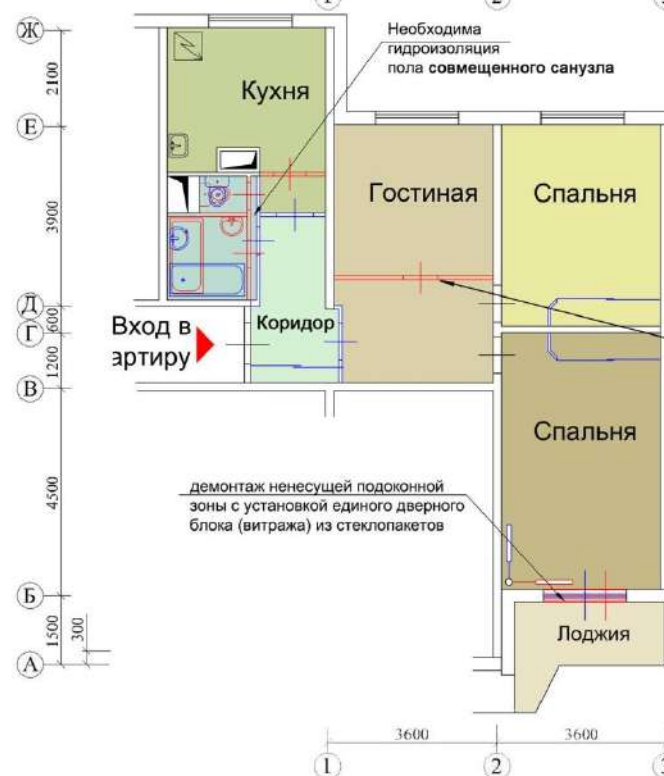 Ж
2100
Е
3900
Д
600
Г
1200
В
4500
Б
1500
300
А
Необходима
гидроизоляция
пола совмещенного санузла
Кухня
Гостиная
Спальня
Коридор
Вход в
артиру
Спальня
демонтаж ненесущей подоконной
зоны с установкой единого дверного
блока (витража) из стеклопакетов
Лоджия
3600
3600
1
2